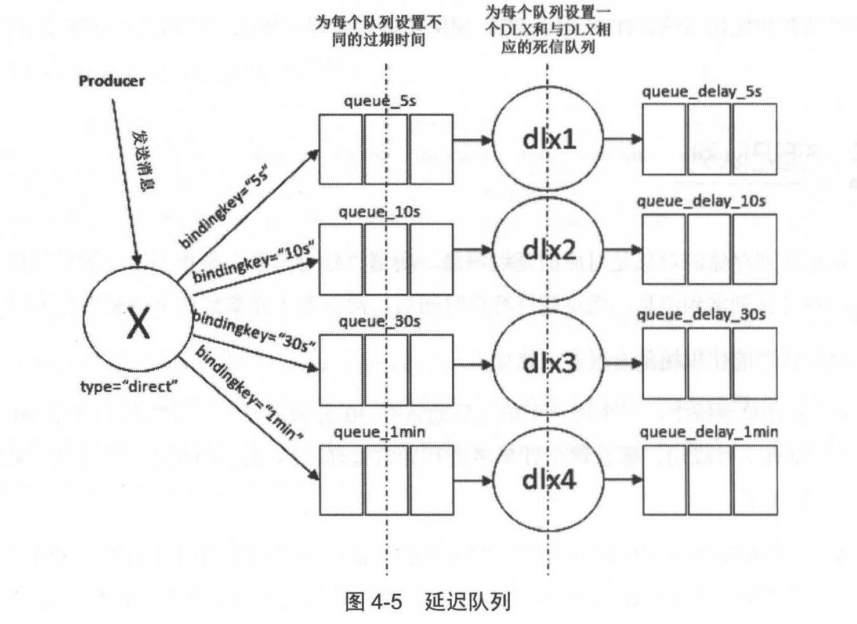 为每个队列设置不
同的过期时间
为每个队列设置一
个DLX和与DLX相
应的死信队列
Producer
发送消息
X
type="direct"
bindingkey="5s"
bindingkey="10s"
bindingkey="30s"
bindingkey="1min"
queue_5s
dlx1
queue_delay_5s
queue_10s
dlx2
queue_delay_10s
queue_30s
dlx3
queue_delay_30s
queue_1min
dlx4
queue_delay_1min
图 4-5 延迟队列